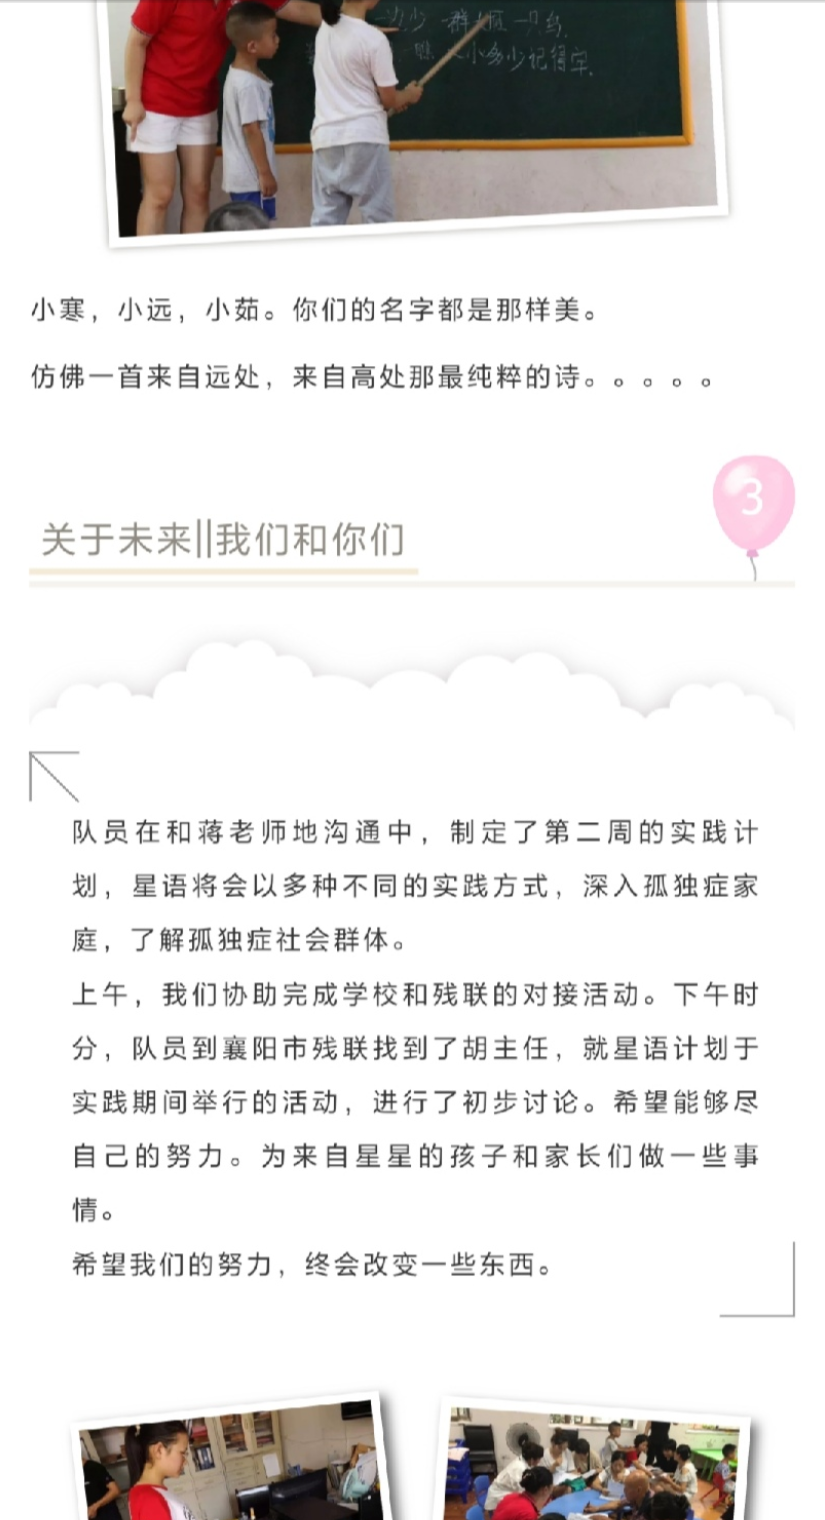 一边少 一群大雁 一只鸟
大小多少记得牢
小寒，小远，小茹。你们的名字都是那样美。
仿佛一首来自远处，来自高处那最纯粹的诗。。。。。
3
关于未来||我们和你们
队员在和蒋老师地沟通中，制定了第二周的实践计
划，星语将会以多种不同的实践方式，深入孤独症家
庭，了解孤独症社会群体。
上午，我们协助完成学校和残联的对接活动。下午时
分，队员到襄阳市残联找到了胡主任，就星语计划于
实践期间举行的活动，进行了初步讨论。希望能够尽
自己的努力。为来自星星的孩子和家长们做一些事
情。
希望我们的努力，终会改变一些东西。